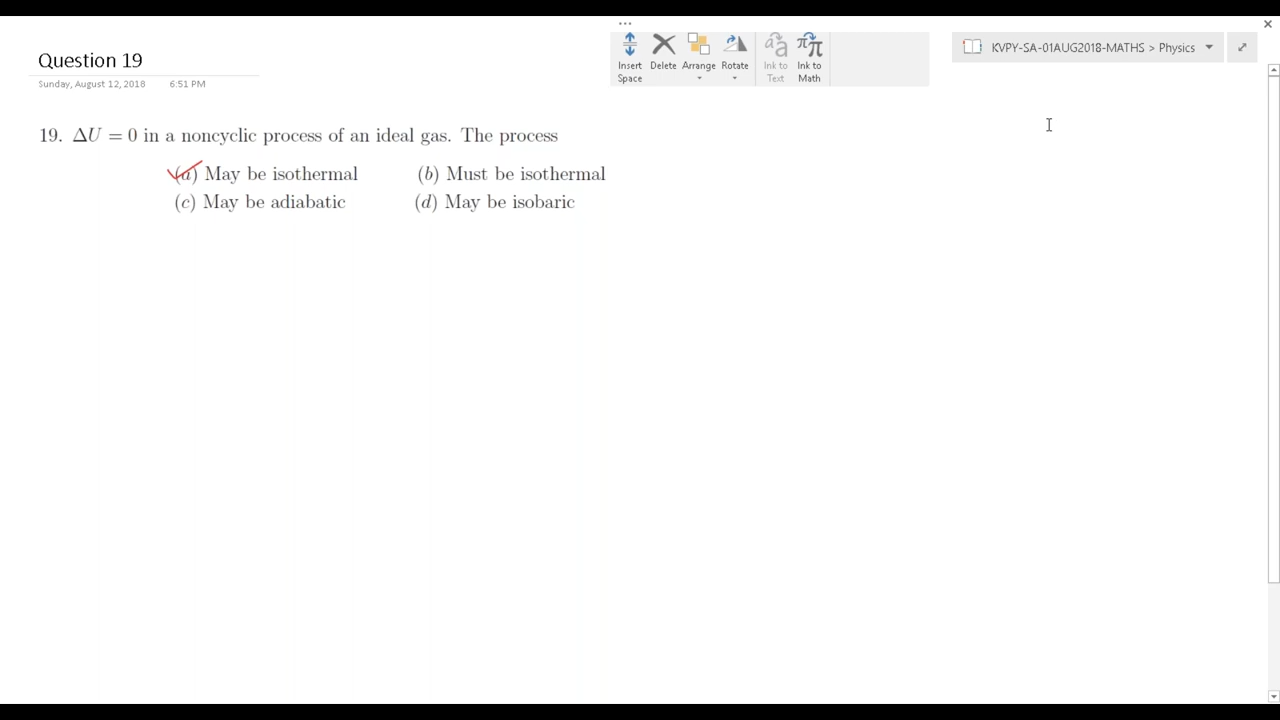 Question 19
Sunday, August 12, 2018 6:51 PM
Insert Space
Delete
Arrange
Rotate
Ink to Text
Ink to Math
KVPY-SA-01AUG2018-MATHS > Physics
19. ΔU = 0 in a noncyclic process of an ideal gas. The process
(a) May be isothermal (b) Must be isothermal
(c) May be adiabatic (d) May be isobaric